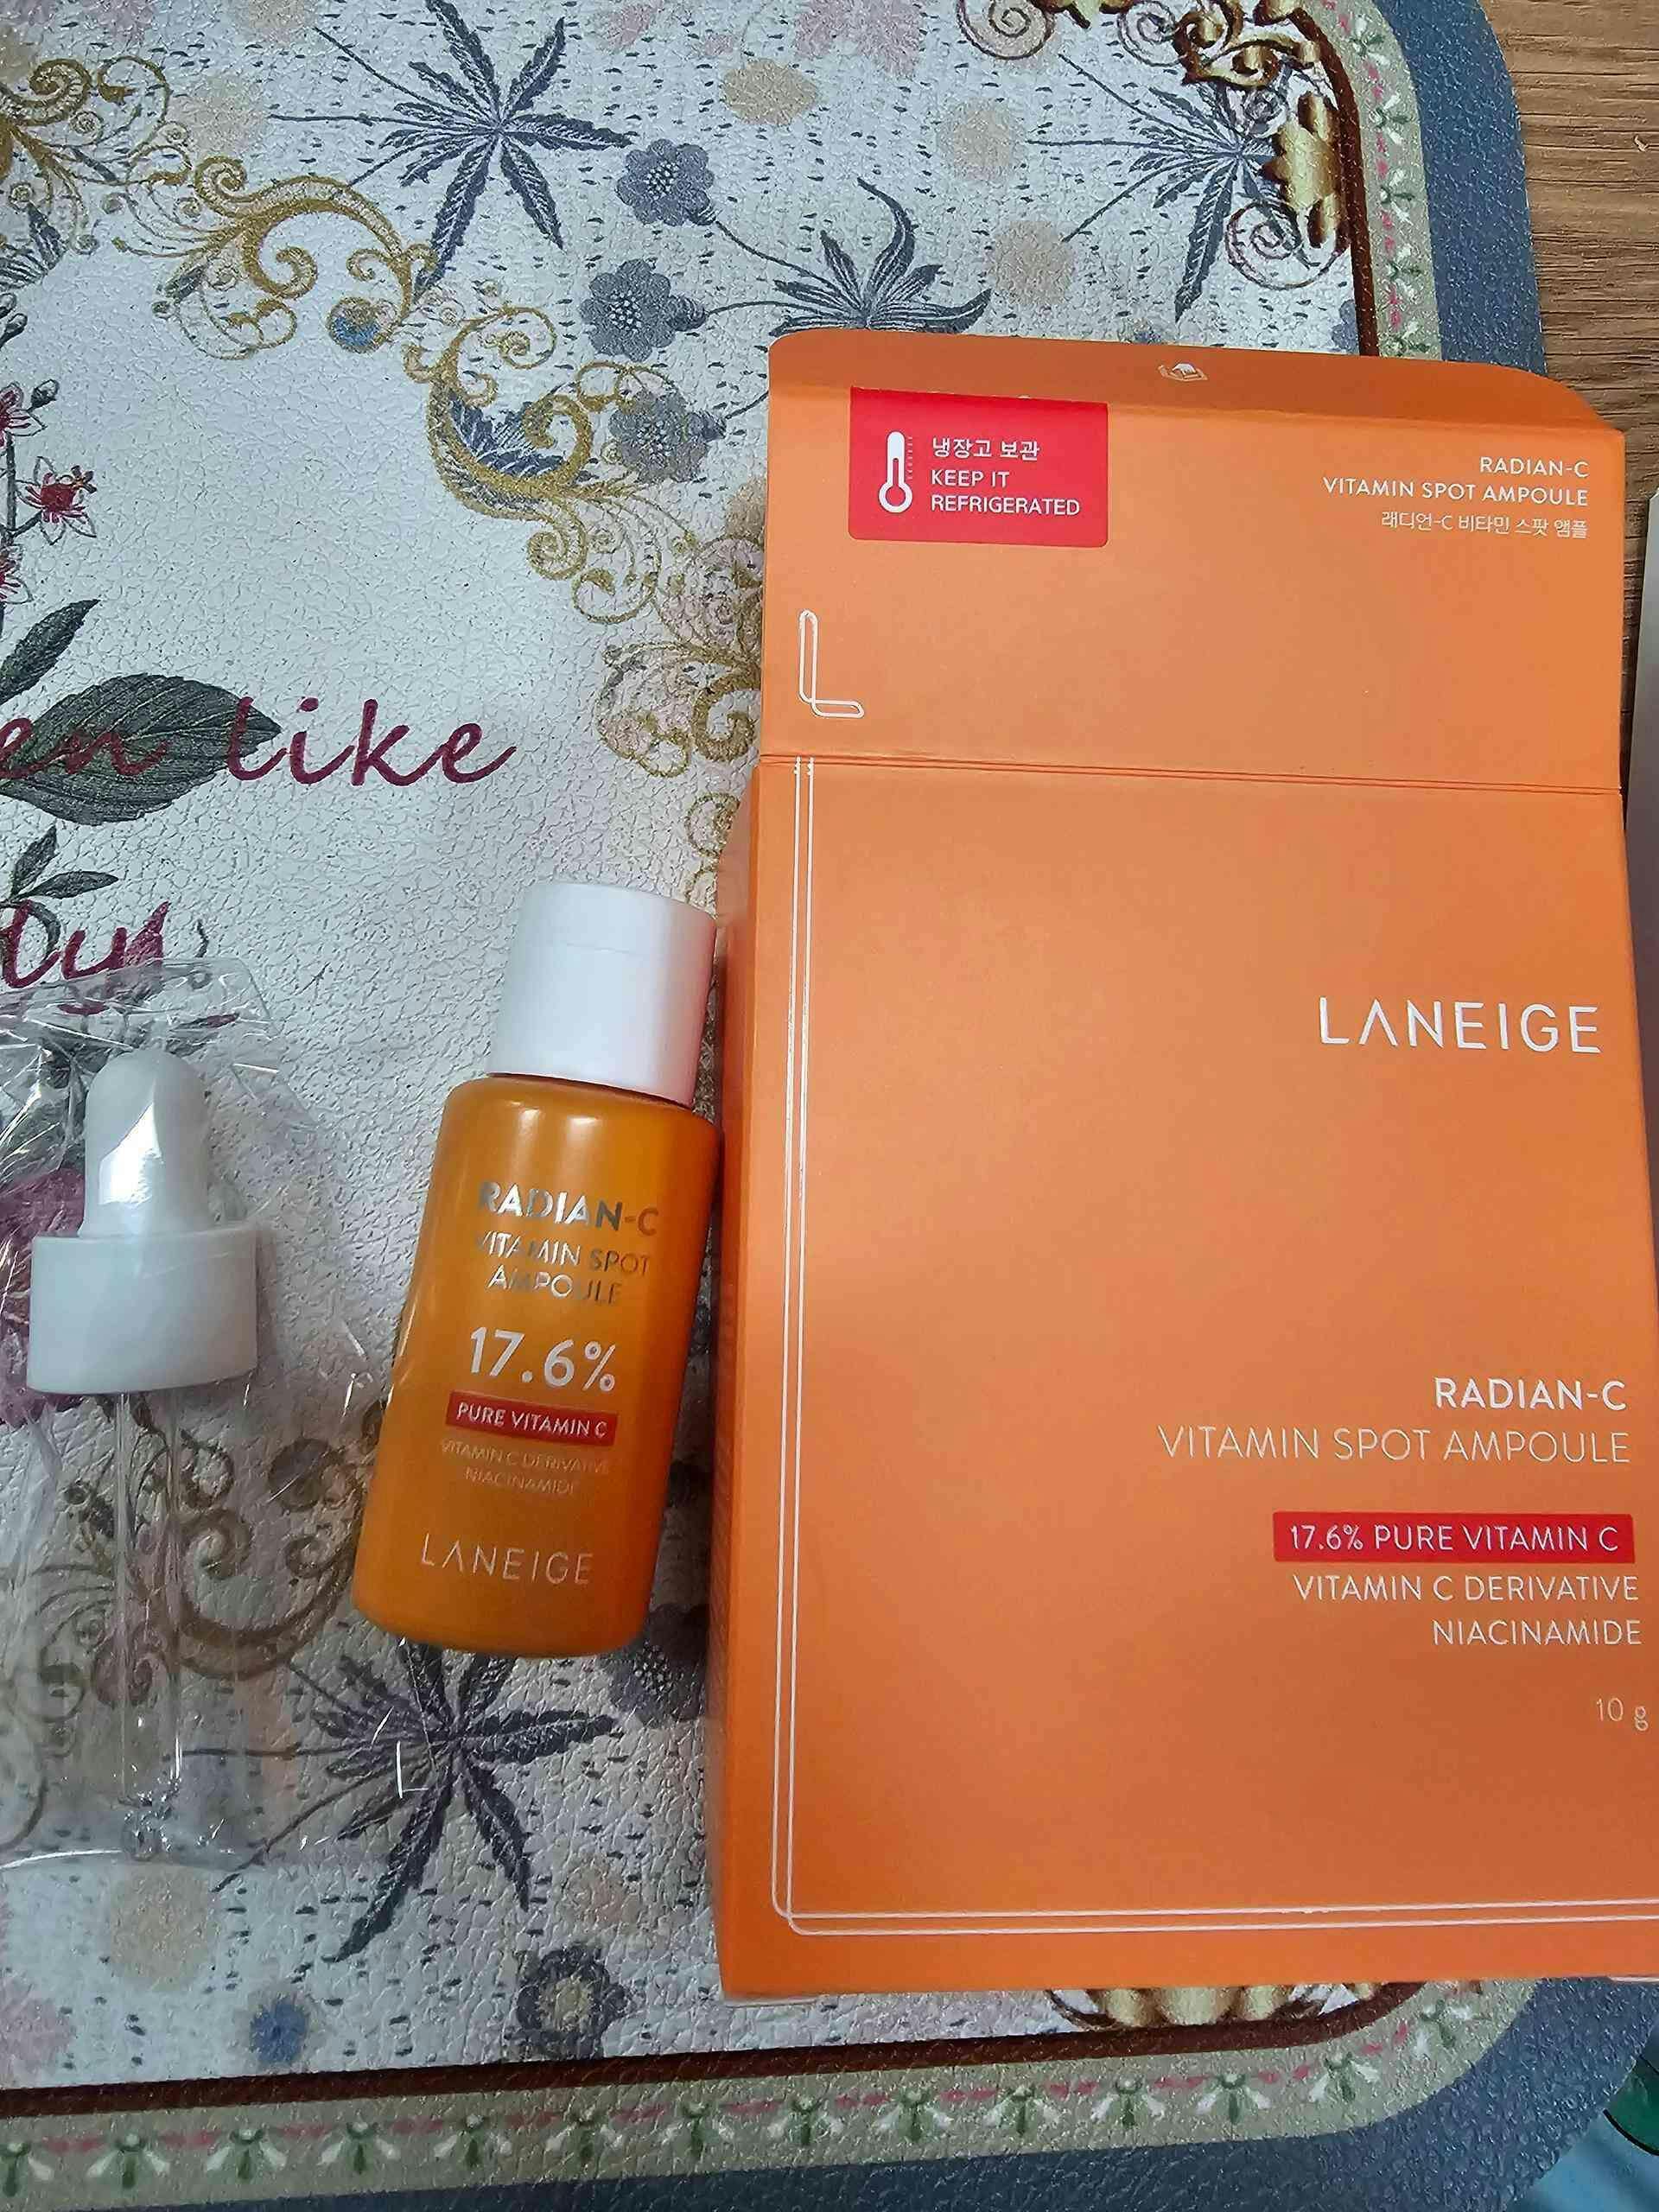 냉장고 보관
KEEP IT
REFRIGERATED
RADIAN-C
VITAMIN SPOT AMPOULE
래디언-C 비타민 스팟 앰플
like
LANEIGE
RADIAN-C
VITAMIN SPOT AMPOULE
17.6% PURE VITAMIN C
VITAMIN C DERIVATIVE
NIACINAMIDE
10 g
RADIAN-C
VITAMIN SPOT
AMPOULE
17.6%
PURE VITAMIN C
VITAMIN C DERIVATIVE
NIACINAMIDE
LANEIGE